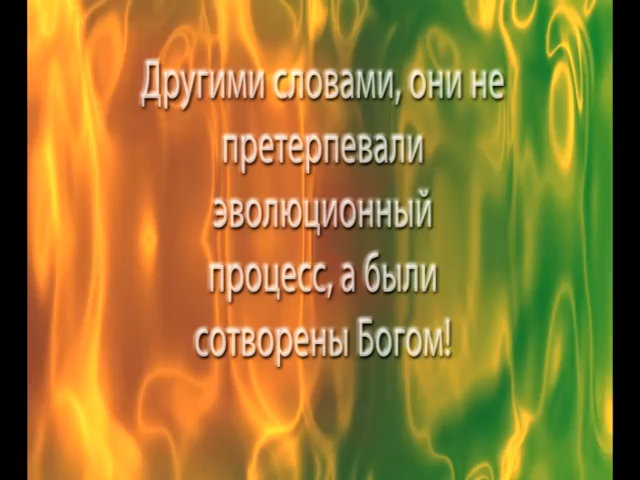 Другими словами, они не
претерпевали
эволюционный
процесс, а были
сотворены Богом!